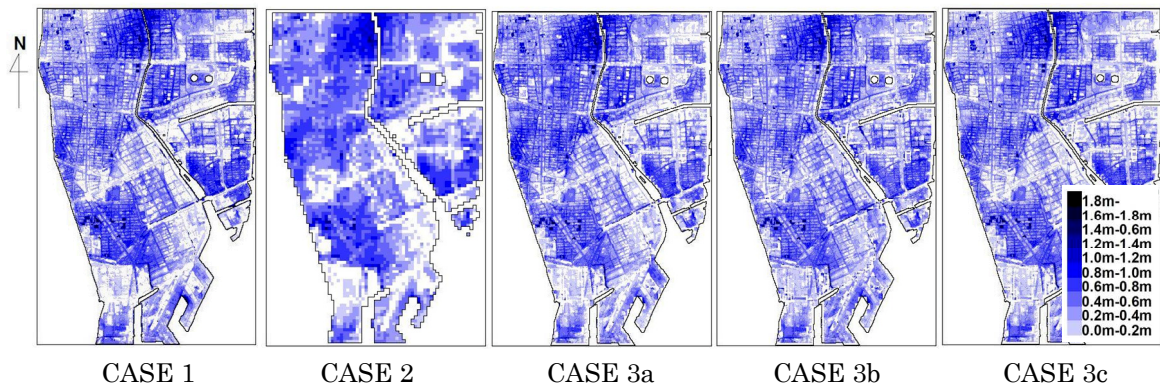 N
1.8m-
1.6m-1.8m
1.4m-0.6m
1.2m-1.4m
1.0m-1.2m
0.8m-1.0m
0.6m-0.8m
0.4m-0.6m
0.2m-0.4m
0.0m-0.2m
CASE 1 CASE 2 CASE 3a CASE 3b CASE 3c